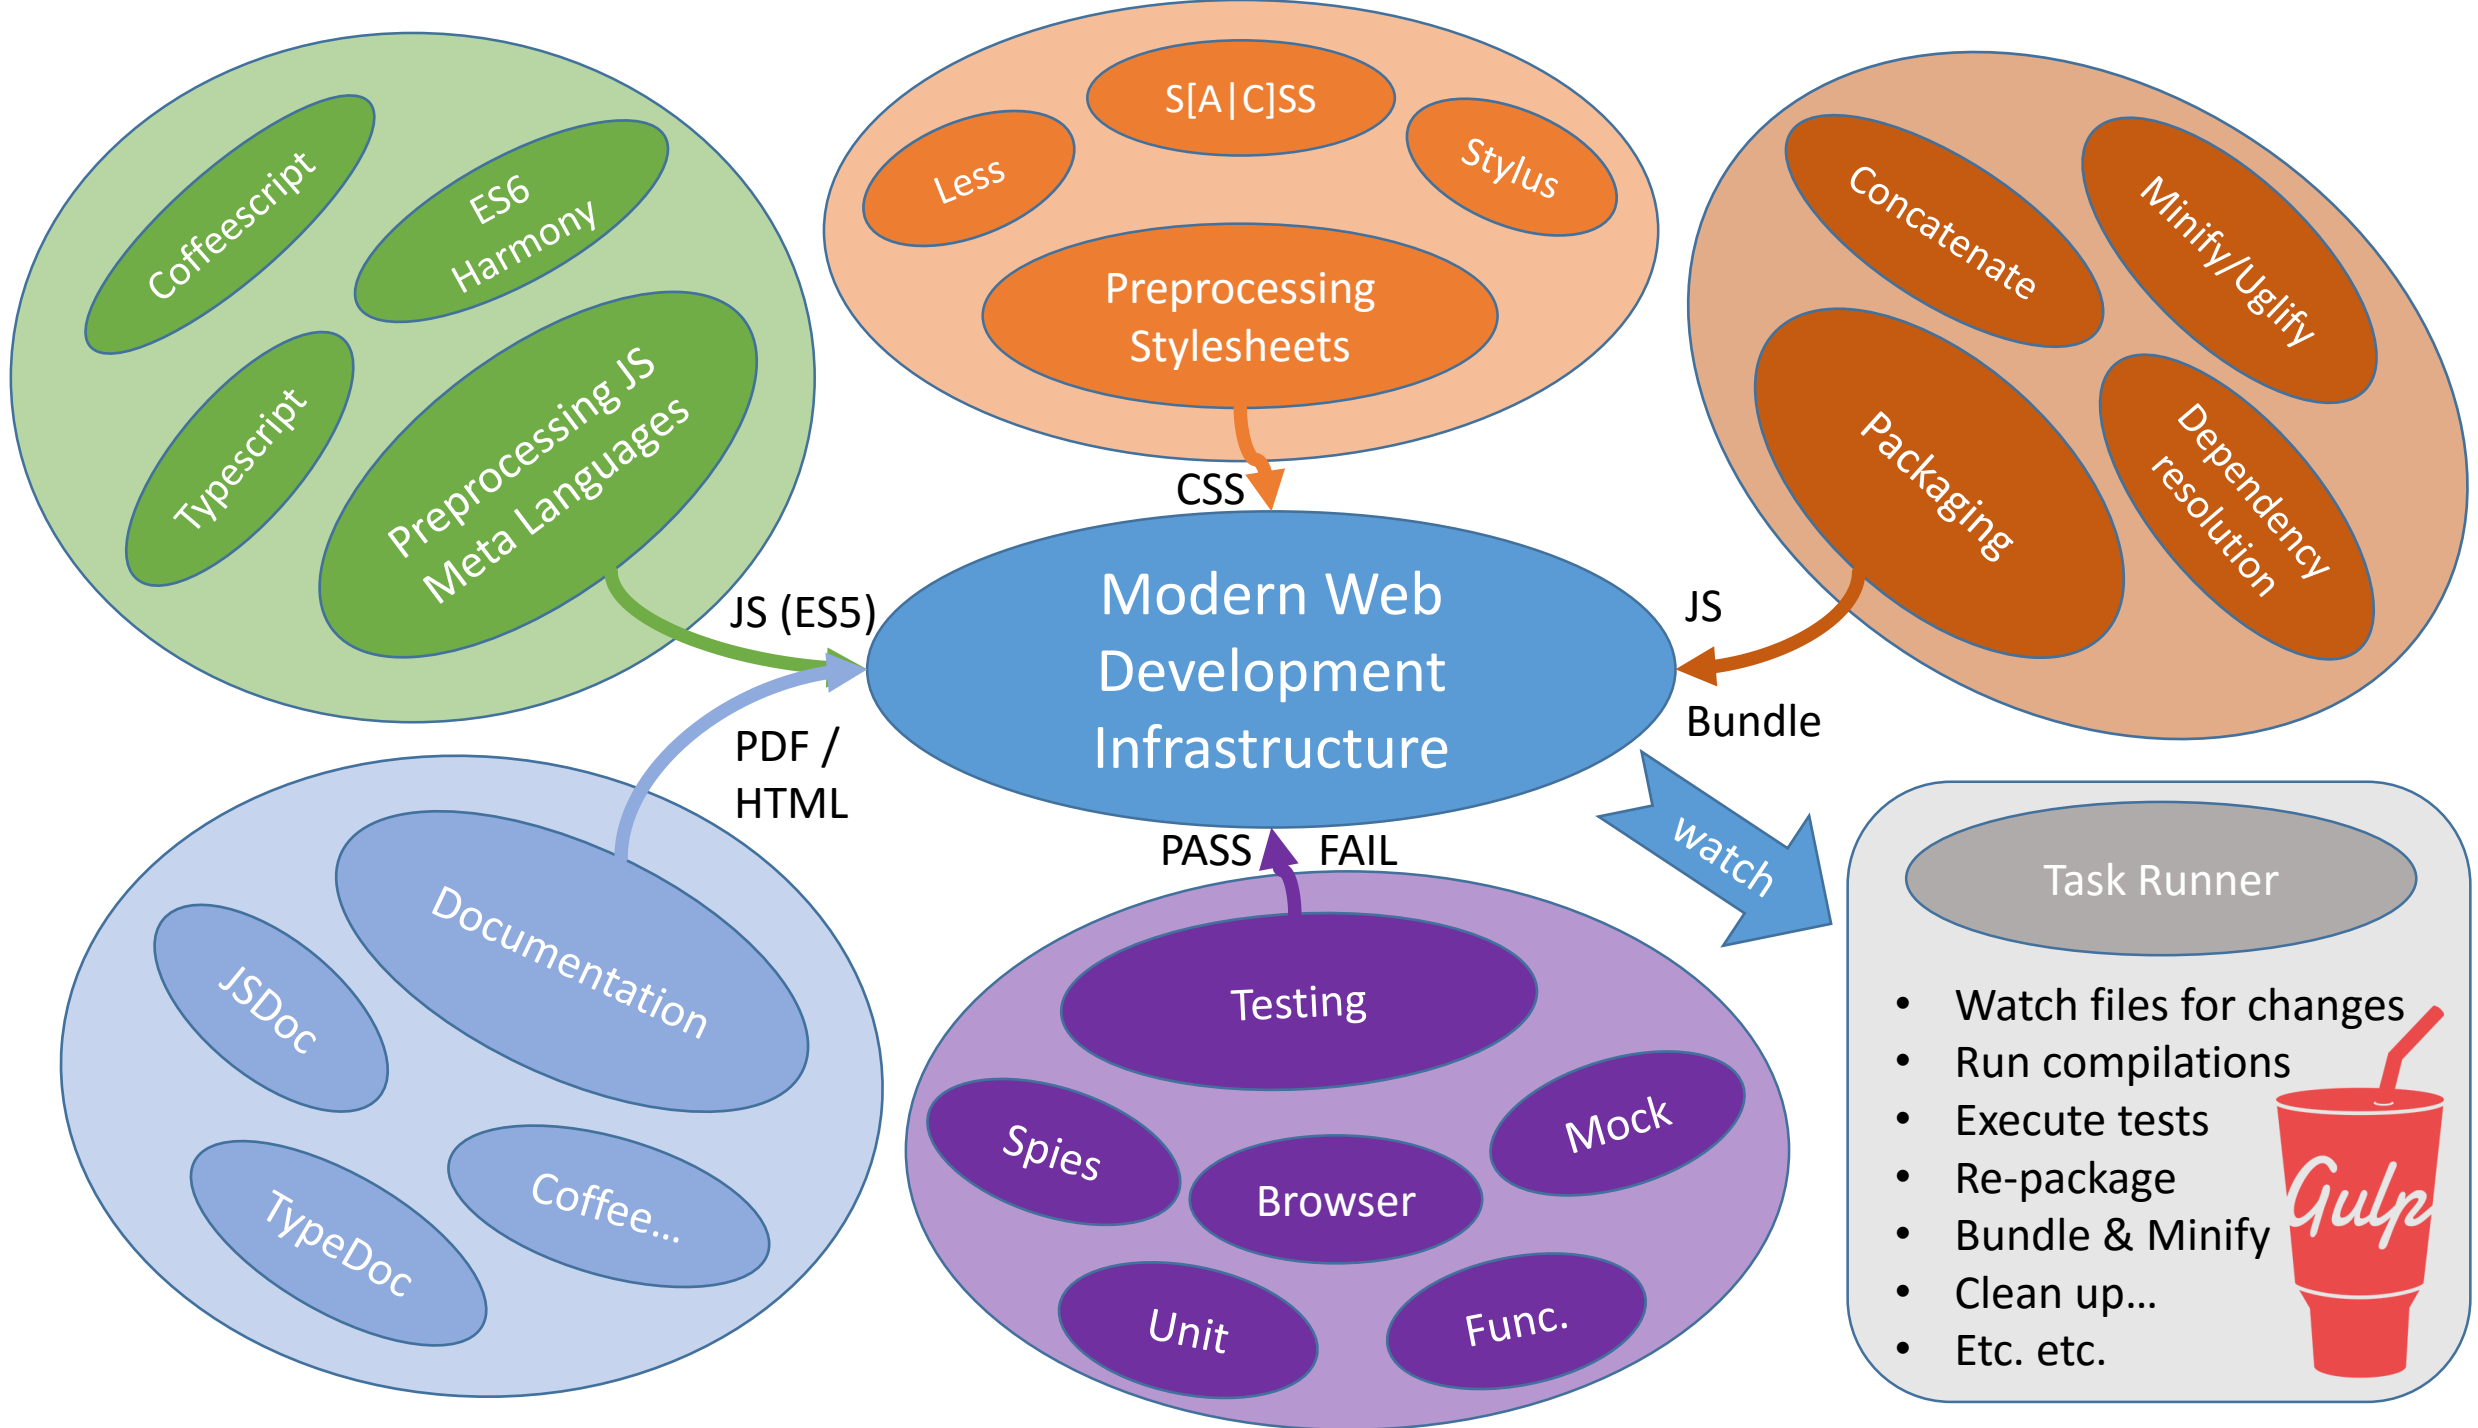 Coffeescript
ES6
Harmony
Typescript
Preprocessing JS
Meta Languages
JS (ES5)
S[A|C]SS
Less
Stylus
Preprocessing
Stylesheets
CSS
Concatenate
Minify/Uglify
Packaging
Dependency
resolution
JS
Bundle
Modern Web
Development
Infrastructure
PDF /
HTML
Documentation
JSDoc
TypeDoc
Coffee...
PASS
FAIL
Testing
Spies
Mock
Browser
Unit
Func.
watch
Task Runner
• Watch files for changes
• Run compilations
• Execute tests
• Re-package
• Bundle & Minify
• Clean up...
• Etc. etc.
Gulp